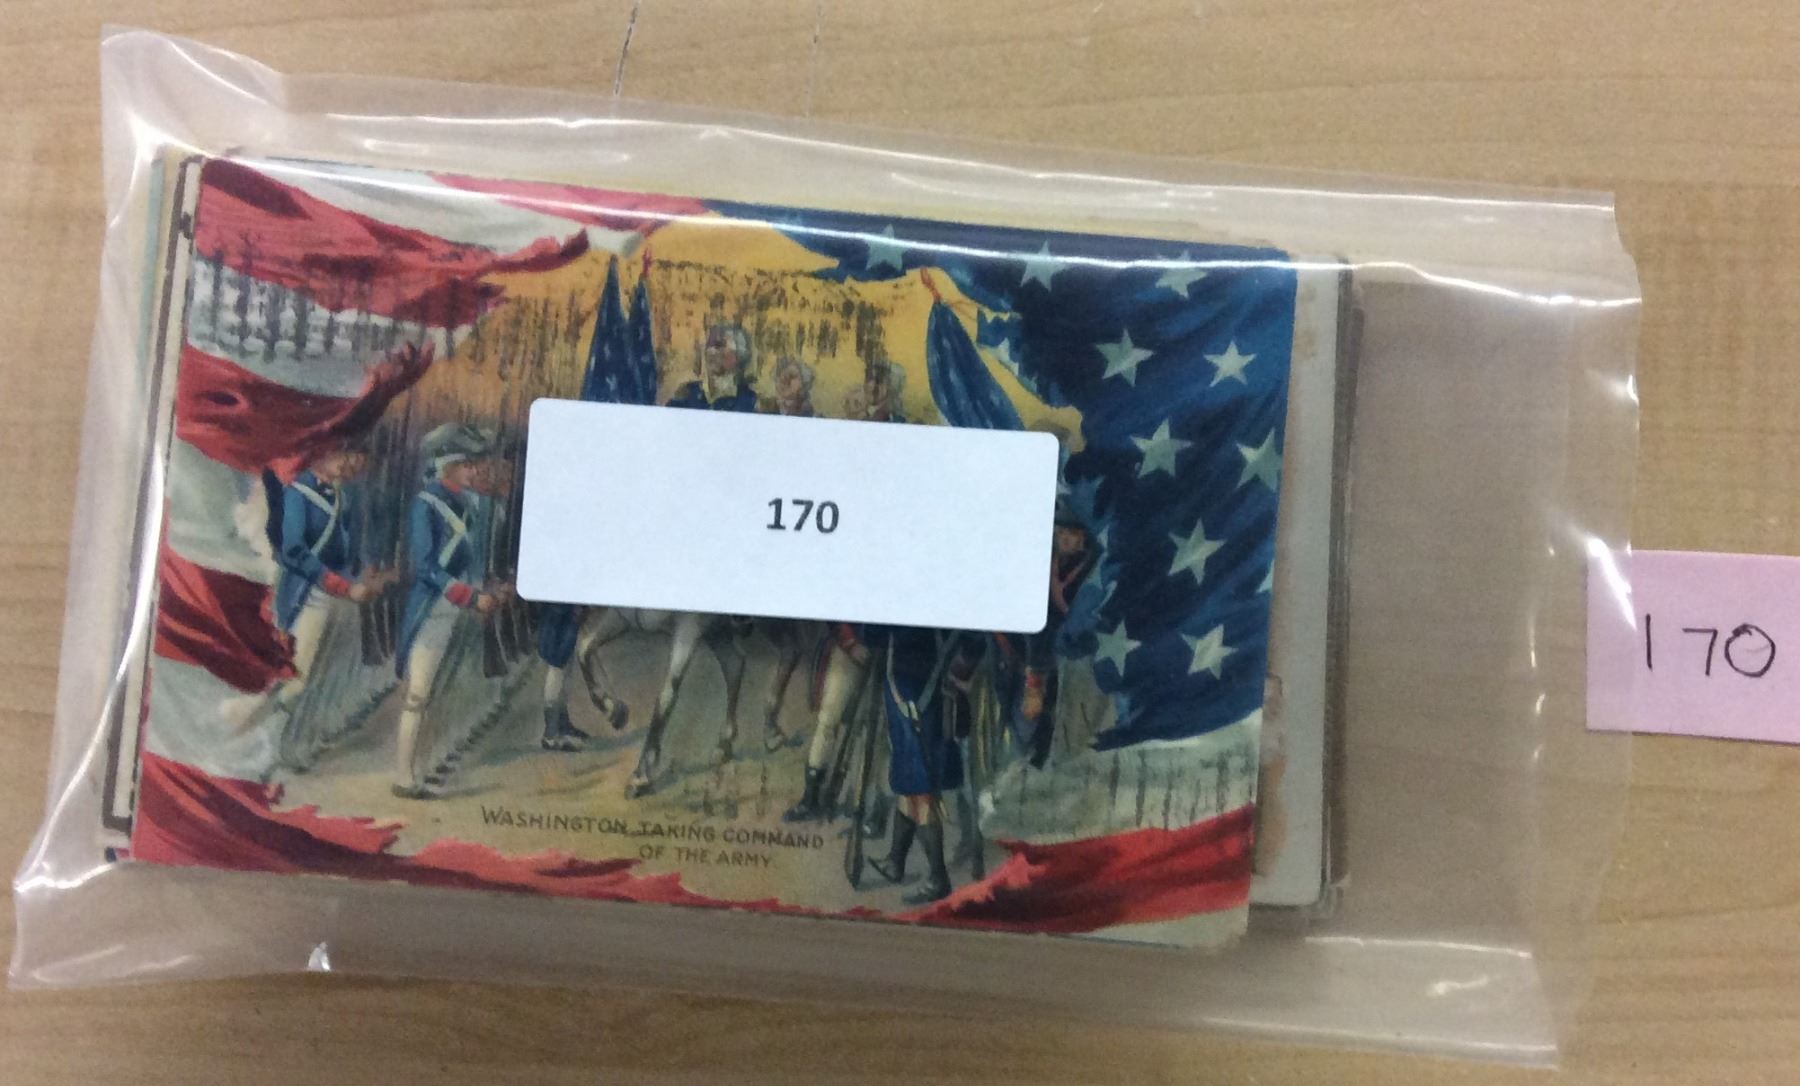 170
WASHINGTON TAKING COMMAND
OF THE ARMY
170